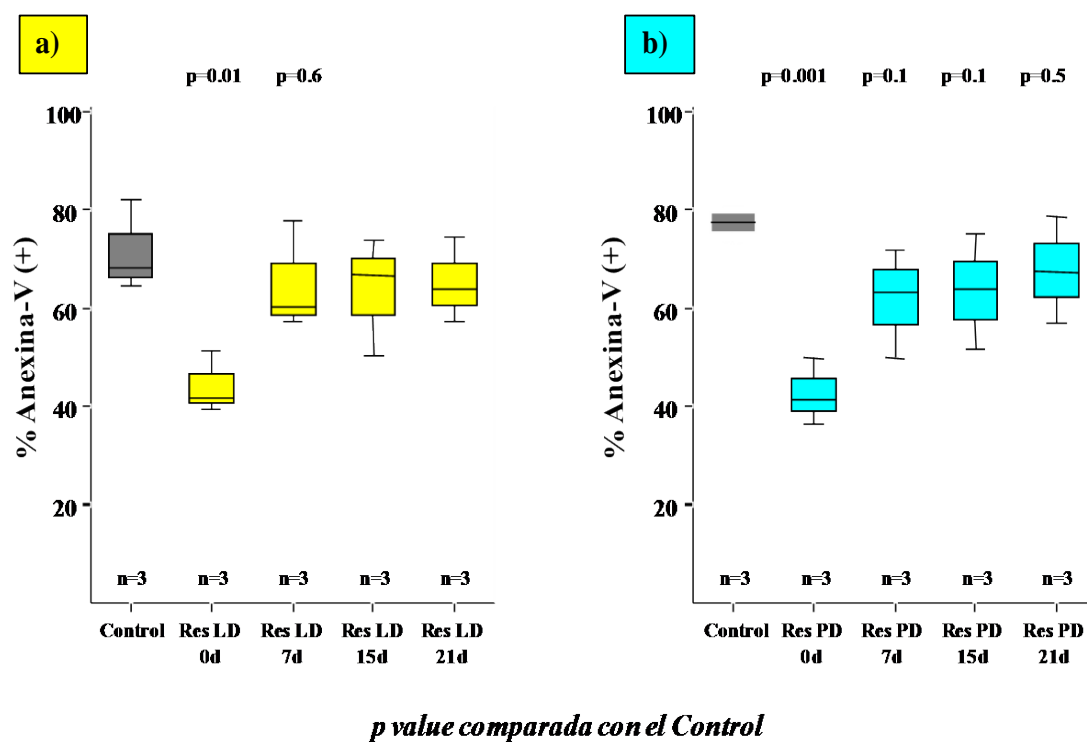 a)
p=0.01 p=0.6
100
80
60
40
20
% Anexina-V (+)
n=3 n=3 n=3 n=3 n=3
Control Res LD Res LD Res LD Res LD
0d 7d 15d 21d
b)
p=0.001 p=0.1 p=0.1 p=0.5
100
80
60
40
20
% Anexina-V (+)
n=3 n=3 n=3 n=3 n=3
Control Res PD Res PD Res PD Res PD
0d 7d 15d 21d
p value comparada con el Control